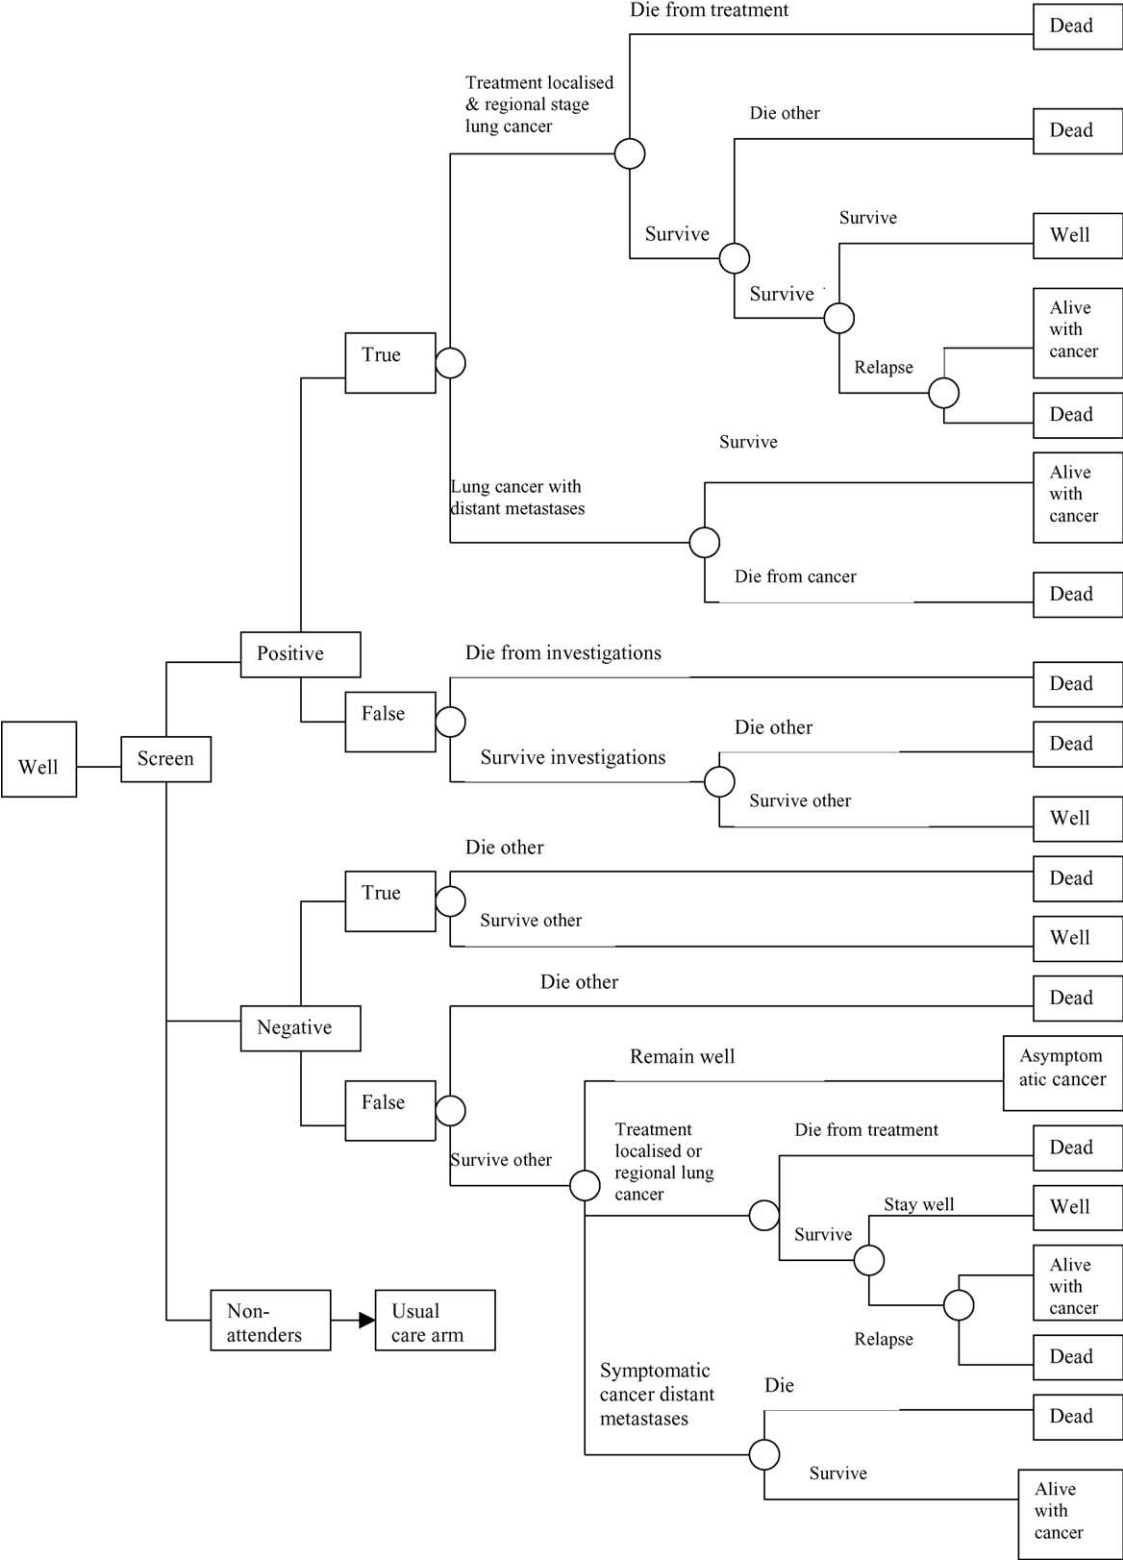 Die from treatment
Dead
Treatment localised
& regional stage
lung cancer
Die other
Dead
Survive
Survive
Well
Survive
Alive
with
cancer
Relapse
Dead
Survive
Alive
with
cancer
Lung cancer with
distant metastases
Die from cancer
Dead
True
Positive
Die from investigations
Dead
False
Die other
Dead
Survive investigations
Survive other
Well
Well
Screen
Die other
Dead
True
Survive other
Well
Die other
Dead
Negative
Remain well
Asymptom
atic cancer
False
Treatment
localised or
regional lung
cancer
Die from treatment
Dead
Survive other
Stay well
Well
Survive
Alive
with
cancer
Non-
attenders
Usual
care arm
Relapse
Dead
Symptomatic
cancer distant
metastases
Die
Dead
Survive
Alive
with
cancer